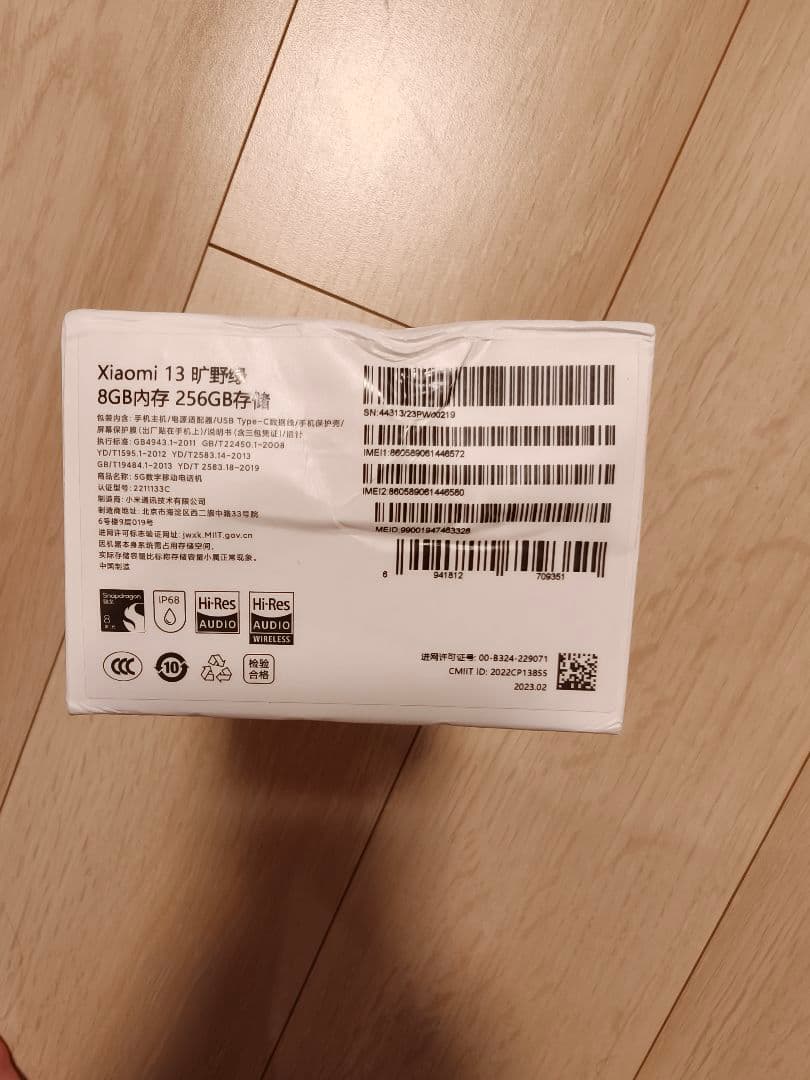 Xiaomi 13 旷野绿
8GB内存 256GB存储
包装内含: 手机主机/电源适配器/USB Type-C数据线/手机保护壳/
屏幕保护膜(出厂贴在手机上)/说明书(含三包凭证)/插针
执行标准: GB4943.1-2011 GB/T22450.1-2008
YD/T1595.1-2012 YD/T2583.14-2013
GB/T19484.1-2013 YD/T 2583.18-2019
商品名称: 5G数字移动电话机
认证型号: 2211133C
制造商: 小米通讯技术有限公司
制造商地址: 北京市海淀区西二旗中路33号院
6号楼9层019号
进网许可标志验证网址: jwxk.MIIT.gov.cn
因机器本身系统需占用存储空间,
实际存储容量比标称存储容量小属正常现象。
中国制造
SN:44313/23PW00219
IMEI1:860589061446572
IMEI2:860589061446580
MEID:99001947463328
6 941812 709351
Snapdragon
骁龙
8
IP68
Hi-Res
AUDIO
Hi-Res
AUDIO
WIRELESS
CCC
10
检验
合格
进网许可证号: 00-B324-229071
CMIIT ID: 2022CP13855
2023.02